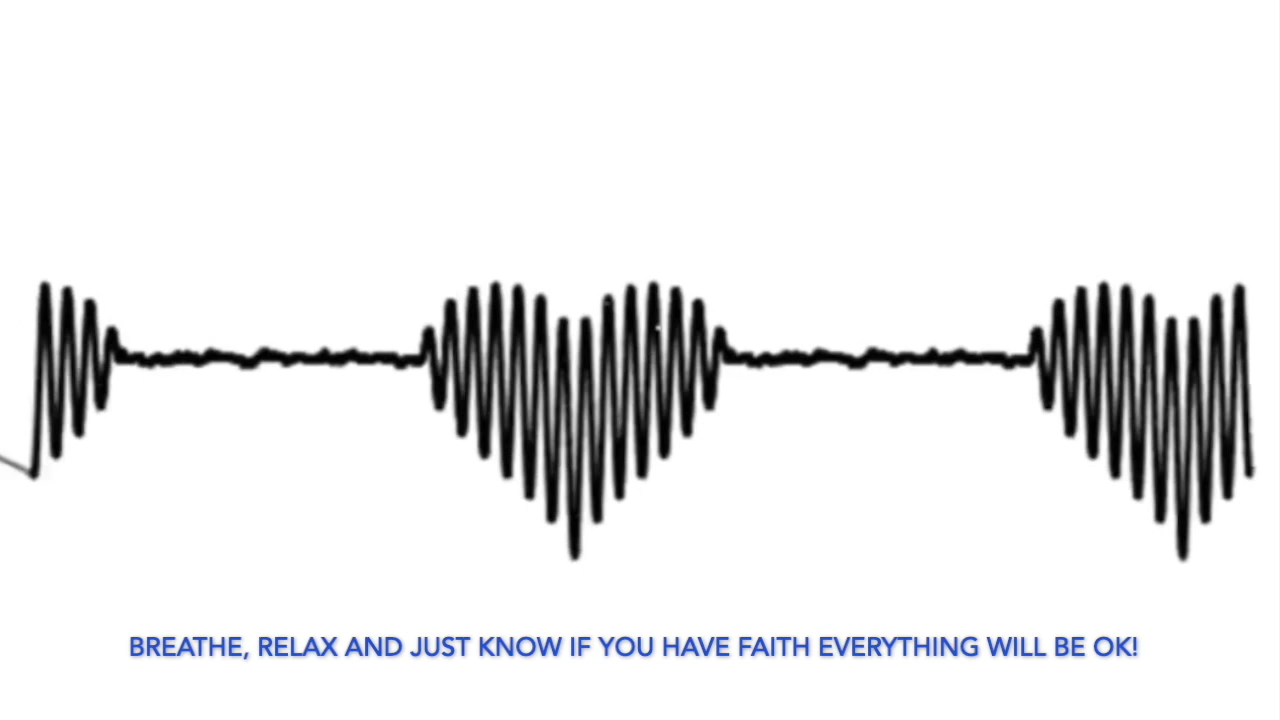 BREATHE, RELAX AND JUST KNOW IF YOU HAVE FAITH EVERYTHING WILL BE OK!